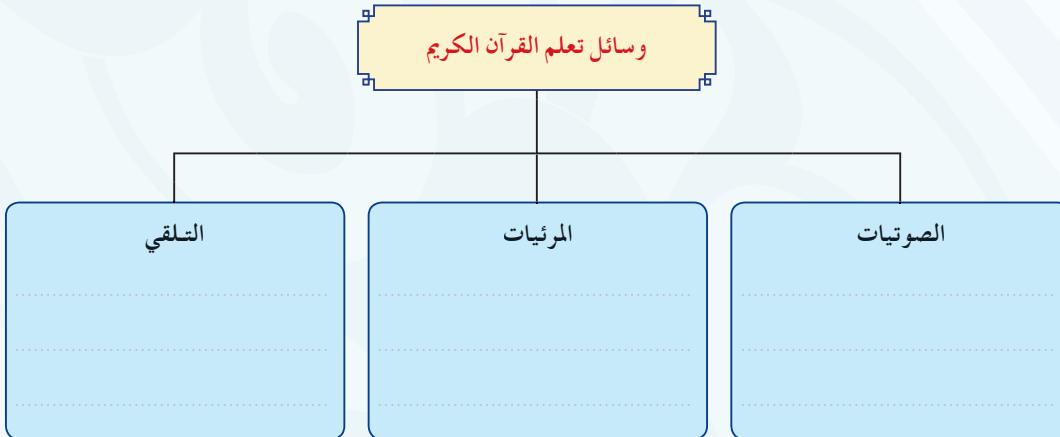 وسائل تعلم القرآن الكريم
الصوتيات
المرئيات
التلقي